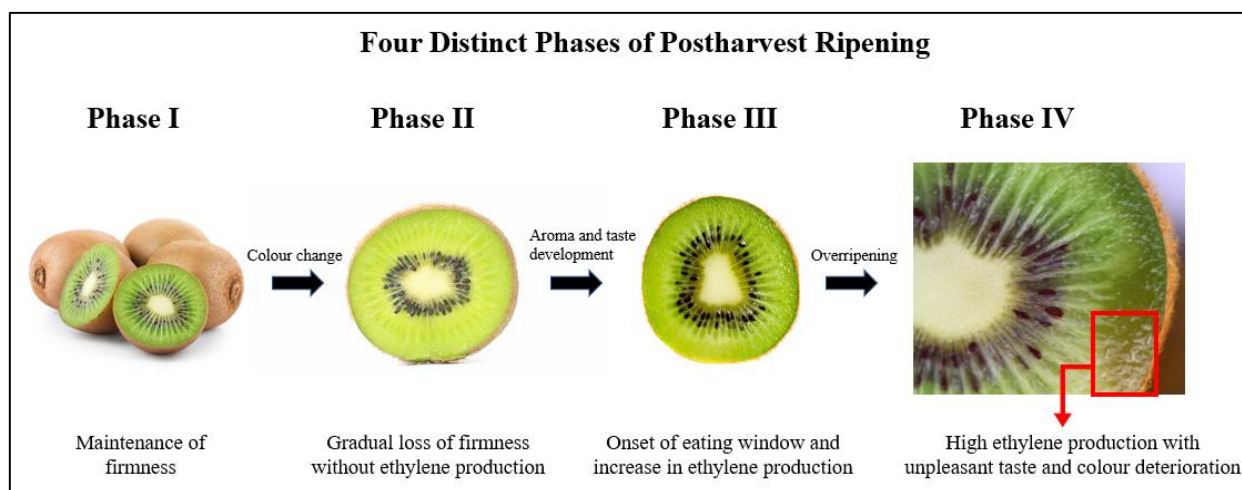 Four Distinct Phases of Postharvest Ripening
Phase I
Phase II
Phase III
Phase IV
Colour change
Aroma and taste
development
Overripening
Maintenance of
firmness
Gradual loss of firmness
without ethylene production
Onset of eating window and
increase in ethylene production
High ethylene production with
unpleasant taste and colour deterioration